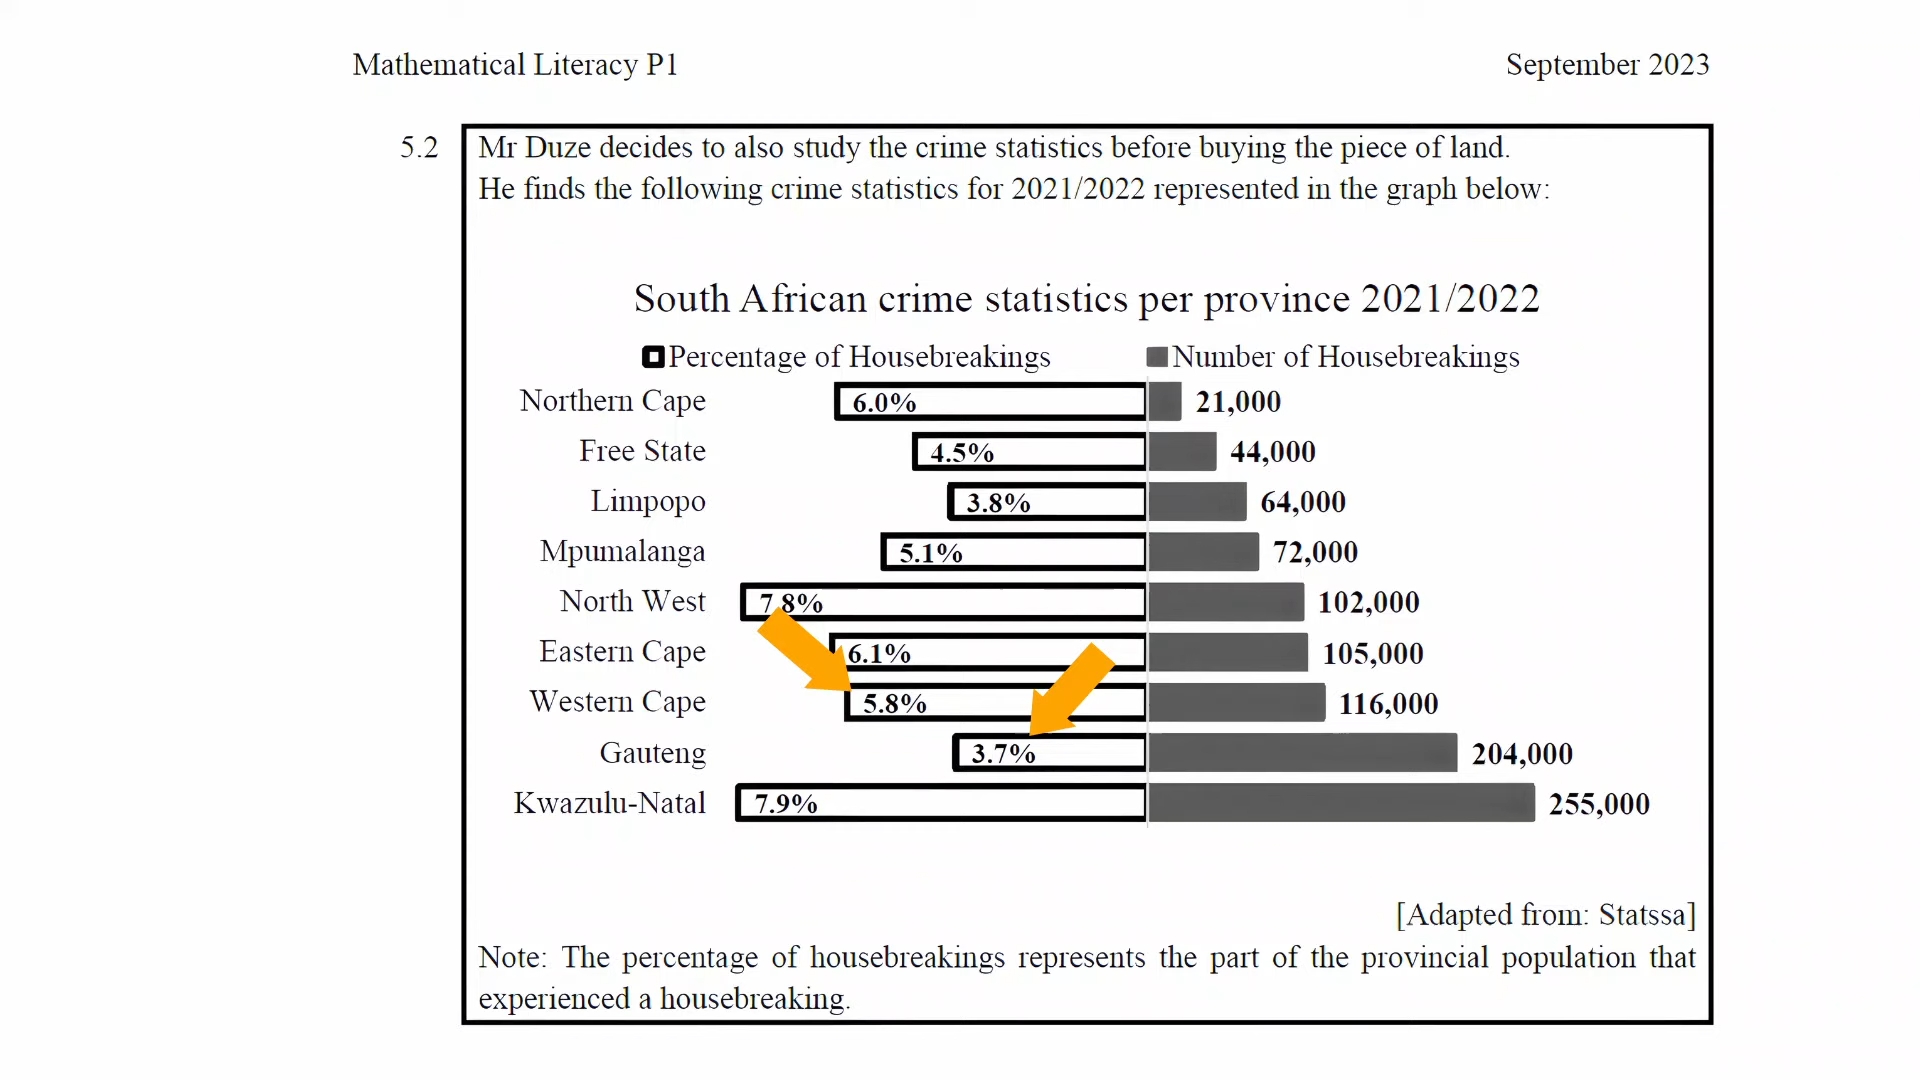 Mathematical Literacy P1
September 2023
5.2
Mr Duze decides to also study the crime statistics before buying the piece of land.
He finds the following crime statistics for 2021/2022 represented in the graph below:
South African crime statistics per province 2021/2022
Percentage of Housebreakings
Number of Housebreakings
Northern Cape 6.0% 21,000
Free State 4.5% 44,000
Limpopo 3.8% 64,000
Mpumalanga 5.1% 72,000
North West 7.8% 102,000
Eastern Cape 6.1% 105,000
Western Cape 5.8% 116,000
Gauteng 3.7% 204,000
Kwazulu-Natal 7.9% 255,000
[Adapted from: Statssa]
Note: The percentage of housebreakings represents the part of the provincial population that
experienced a housebreaking.